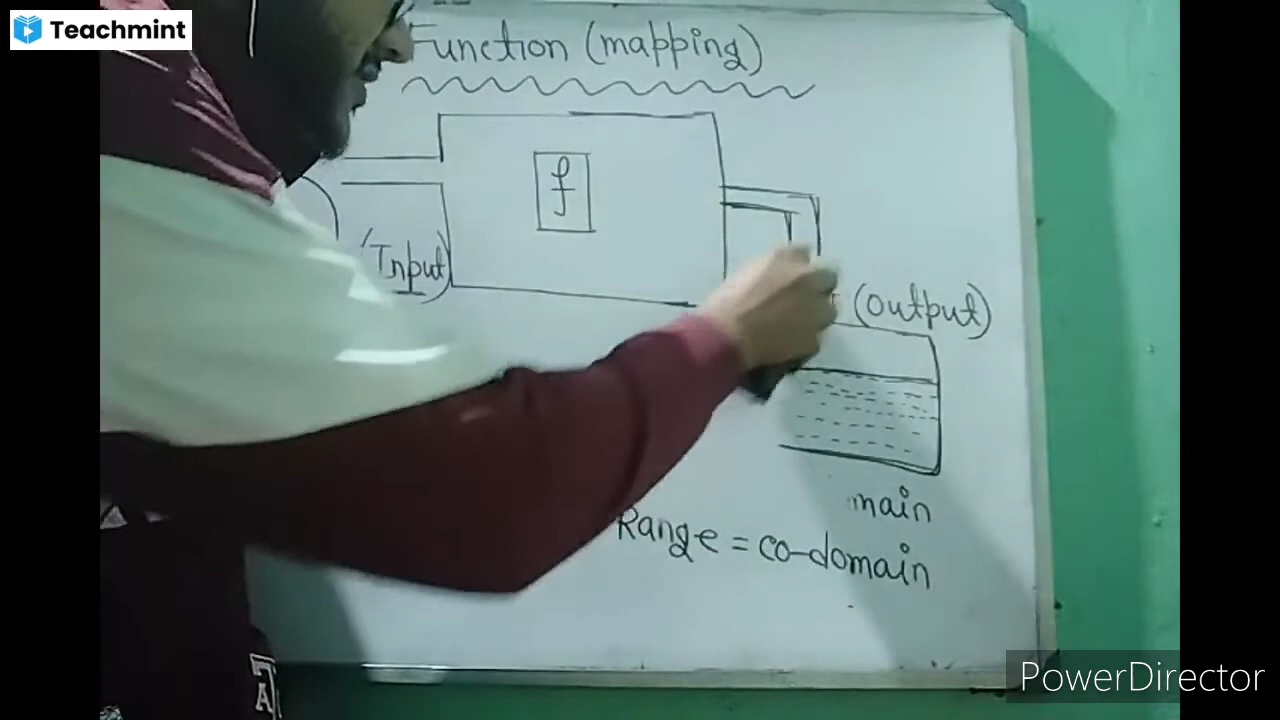 Teachmint
Function (mapping)
f
(Input)
(output)
main
Range = co-domain
A
PowerDirector